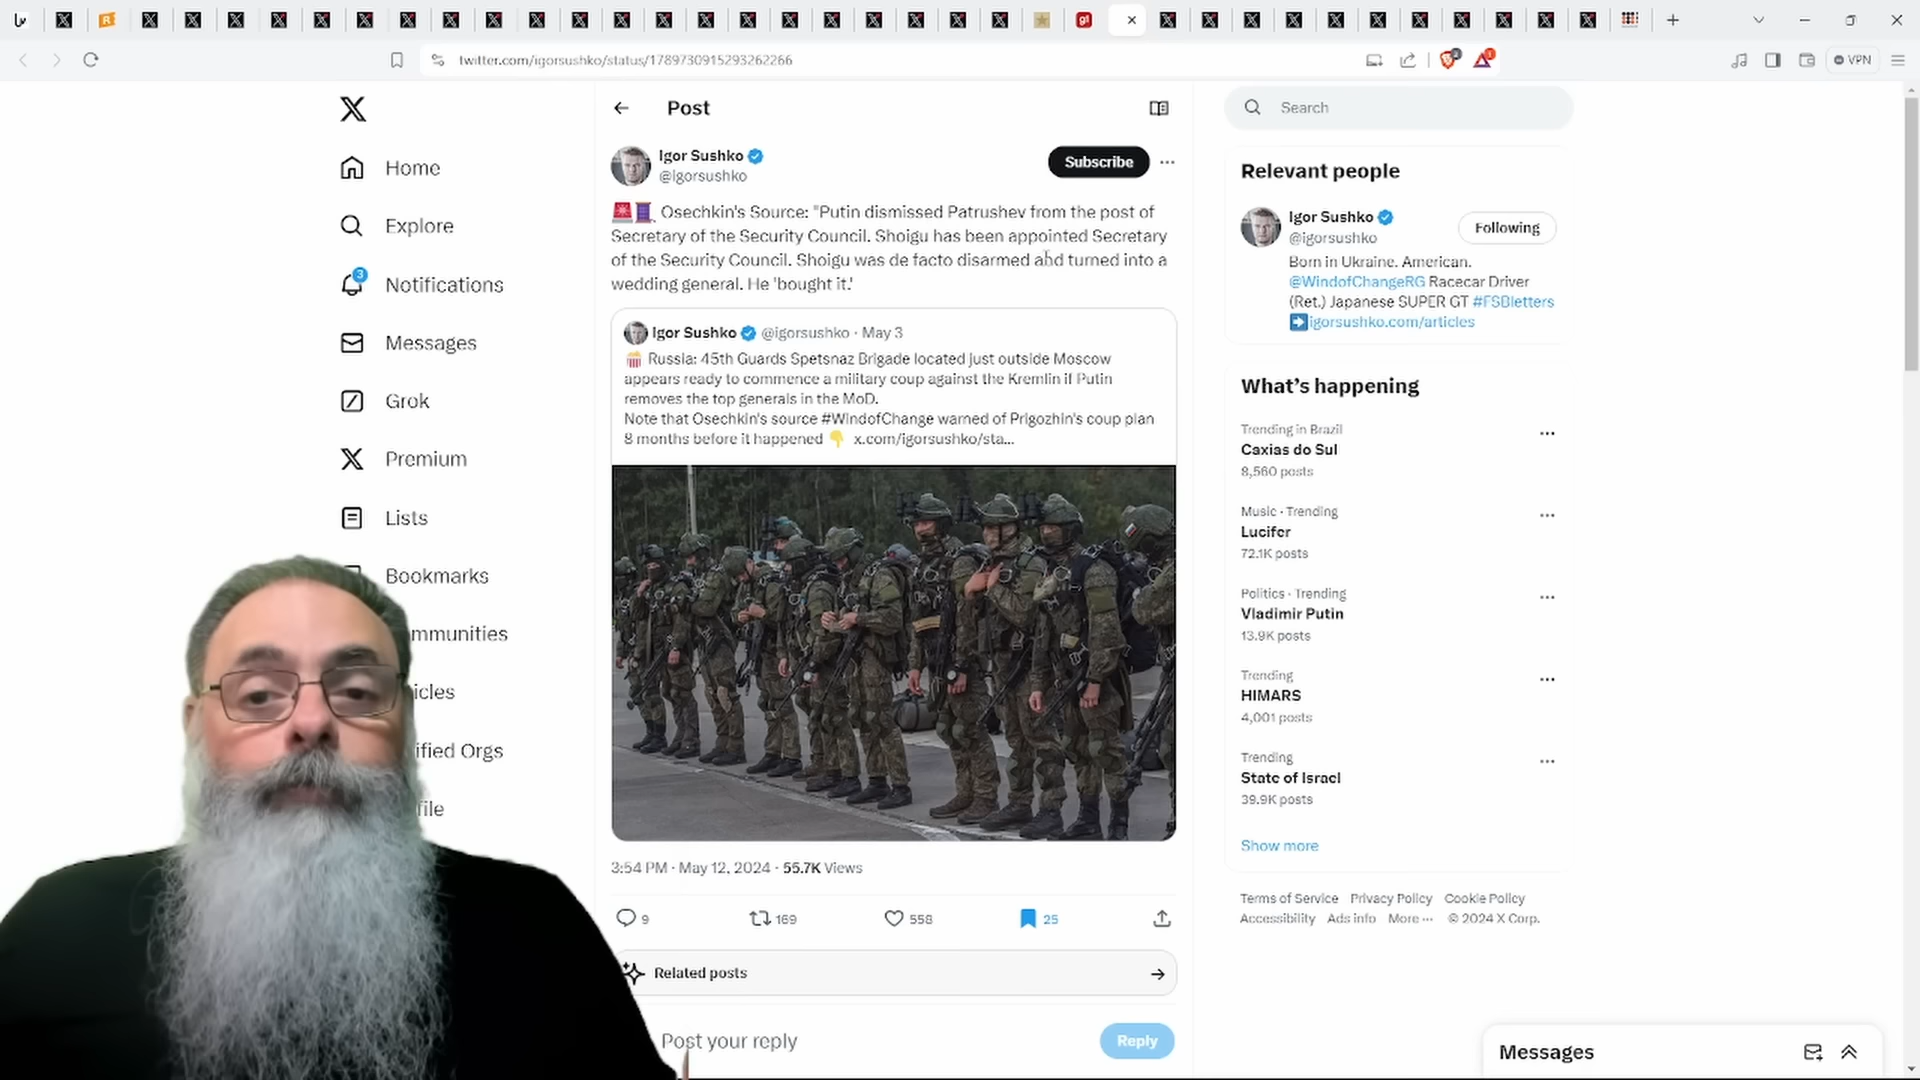 twitter.com/igorsushko/status/1789730915293262266
VPN
Home
Explore
3
Notifications
Messages
Grok
Premium
Lists
Bookmarks
mmunities
icles
ified Orgs
file
Post
Igor Sushko
@igorsushko
Subscribe
Osechkin's Source: "Putin dismissed Patrushev from the post of
Secretary of the Security Council. Shoigu has been appointed Secretary
of the Security Council. Shoigu was de facto disarmed and turned into a
wedding general. He 'bought it.'
Igor Sushko @igorsushko · May 3
Russia: 45th Guards Spetsnaz Brigade located just outside Moscow
appears ready to commence a military coup against the Kremlin if Putin
removes the top generals in the MoD.
Note that Osechkin's source #WindofChange warned of Prigozhin's coup plan
8 months before it happened x.com/igorsushko/sta...
3:54 PM · May 12, 2024 · 55.7K Views
9 169 558 25
Related posts
Post your reply
Reply
Search
Relevant people
Igor Sushko
@igorsushko
Following
Born in Ukraine. American.
@WindofChangeRG Racecar Driver
(Ret.) Japanese SUPER GT #FSBletters
igorsushko.com/articles
What's happening
Trending in Brazil
Caxias do Sul
8,560 posts
Music · Trending
Lucifer
72.1K posts
Politics · Trending
Vladimir Putin
13.9K posts
Trending
HIMARS
4,001 posts
Trending
State of Israel
39.9K posts
Show more
Terms of Service Privacy Policy Cookie Policy
Accessibility Ads info More ··· © 2024 X Corp.
Messages